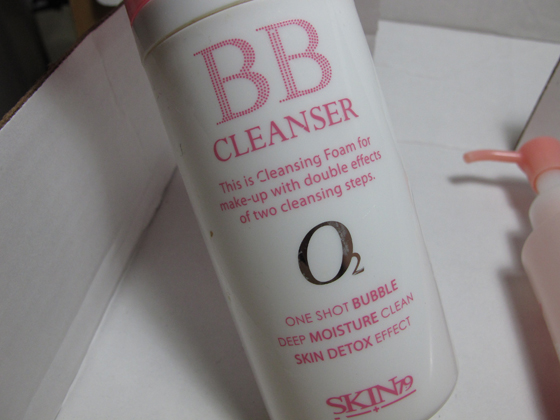 BB
CLEANSER
This is Cleansing Foam for
make-up with double effects
of two cleansing steps.
O2
ONE SHOT BUBBLE
DEEP MOISTURE CLEAN
SKIN DETOX EFFECT
SKIN79